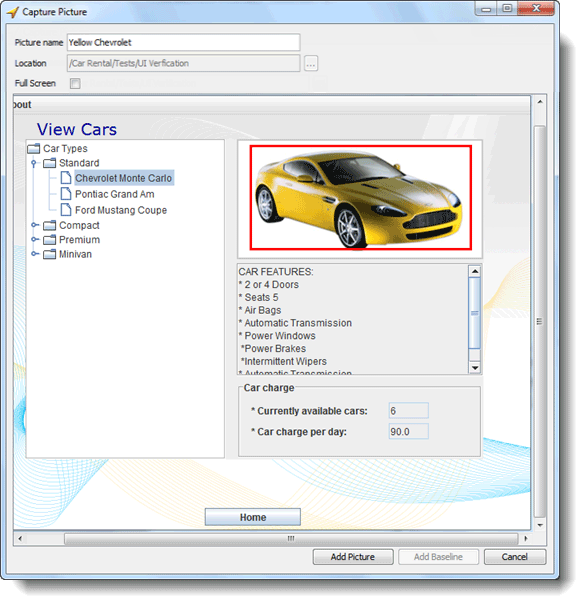 Capture Picture
Picture name Yellow Chevrolet
Location /Car Rental/Tests/UI Verfication ...
Full Screen
bout
View Cars
Car Types
Standard
Chevrolet Monte Carlo
Pontiac Grand Am
Ford Mustang Coupe
Compact
Premium
Minivan
CAR FEATURES:
* 2 or 4 Doors
* Seats 5
* Air Bags
* Automatic Transmission
* Power Windows
*Power Brakes
*Intermittent Wipers
* Automatic Transmission
Car charge
* Currently available cars: 6
* Car charge per day: 90.0
Home
Add Picture Add Baseline Cancel